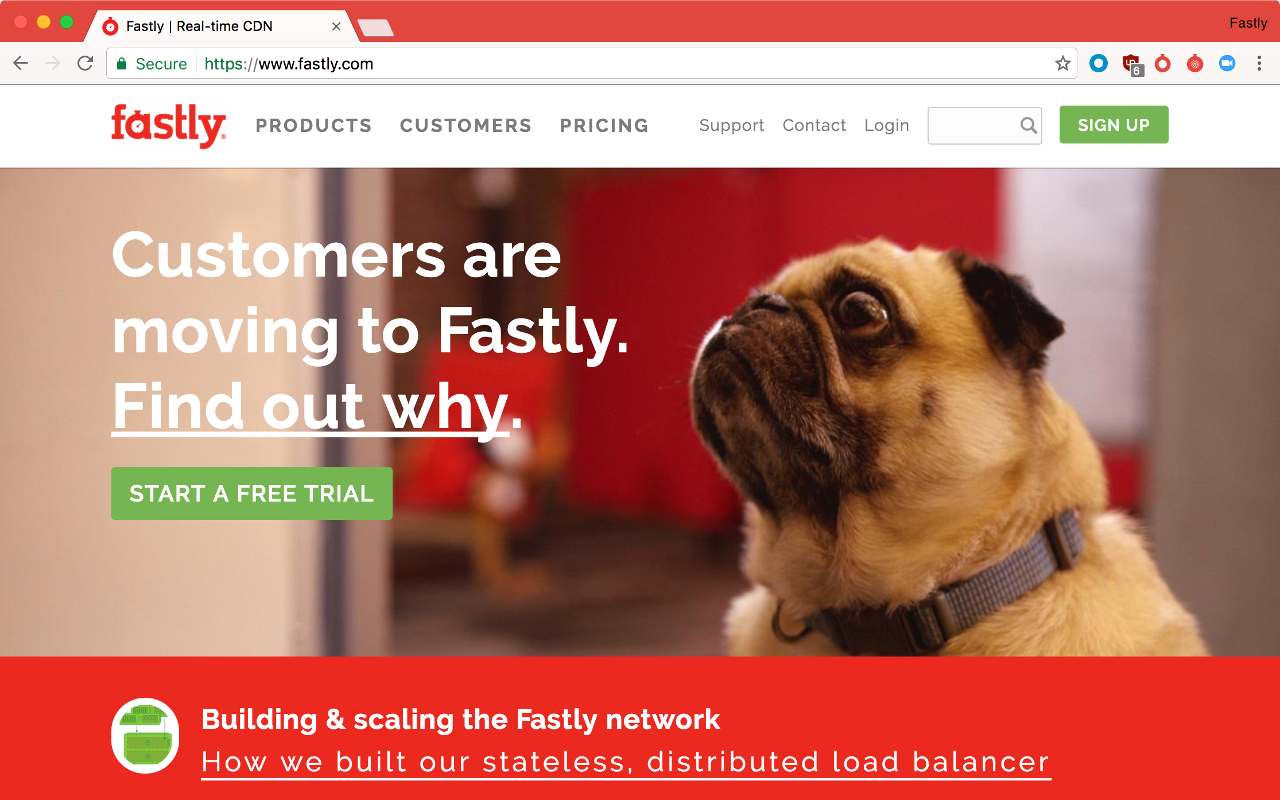 Fastly | Real-time CDN
Fastly
Secure https://www.fastly.com
6
fastly
PRODUCTS CUSTOMERS PRICING Support Contact Login SIGN UP
Customers are
moving to Fastly.
Find out why.
START A FREE TRIAL
Building & scaling the Fastly network
How we built our stateless, distributed load balancer